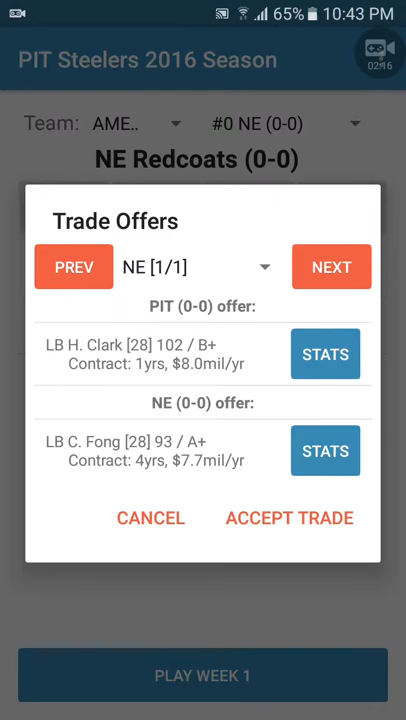 65% 10:43 PM
PIT Steelers 2016 Season
02:16
Team: AME.. #0 NE (0-0)
NE Redcoats (0-0)
Trade Offers
PREV NE [1/1] NEXT
PIT (0-0) offer:
LB H. Clark [28] 102 / B+
Contract: 1yrs, $8.0mil/yr
STATS
NE (0-0) offer:
LB C. Fong [28] 93 / A+
Contract: 4yrs, $7.7mil/yr
STATS
CANCEL ACCEPT TRADE
PLAY WEEK 1